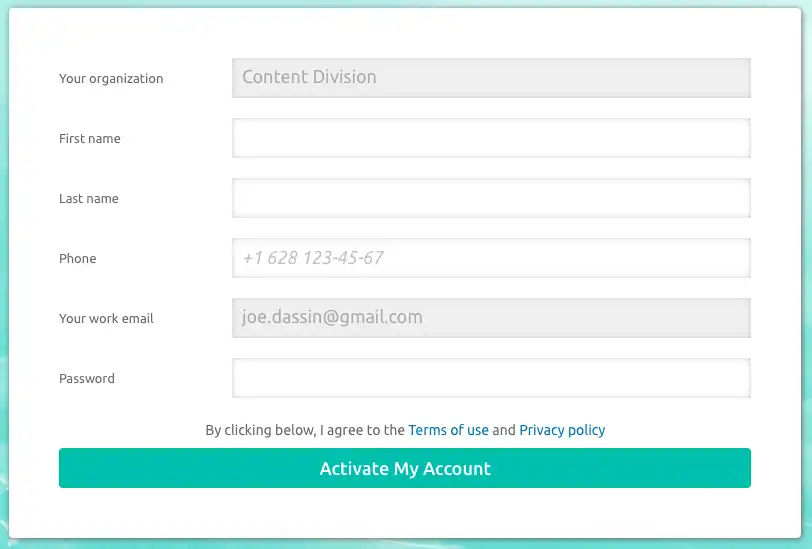 Your organization Content Division
First name
Last name
Phone +1 628 123-45-67
Your work email joe.dassin@gmail.com
Password
By clicking below, I agree to the Terms of use and Privacy policy
Activate My Account